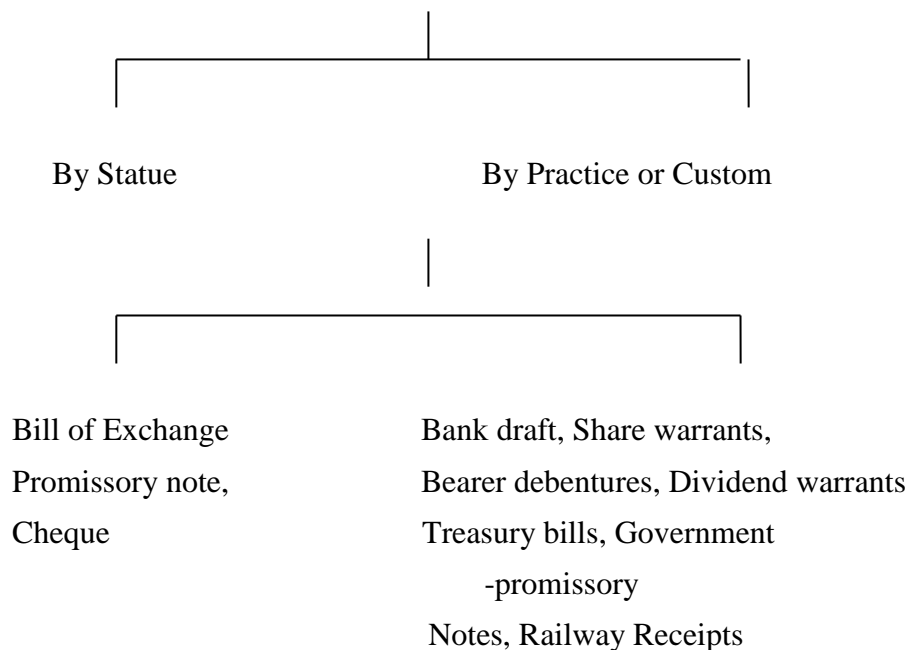 By Statue
By Practice or Custom
Bill of Exchange
Promissory note,
Cheque
Bank draft, Share warrants,
Bearer debentures, Dividend warrants
Treasury bills, Government
-promissory
Notes, Railway Receipts